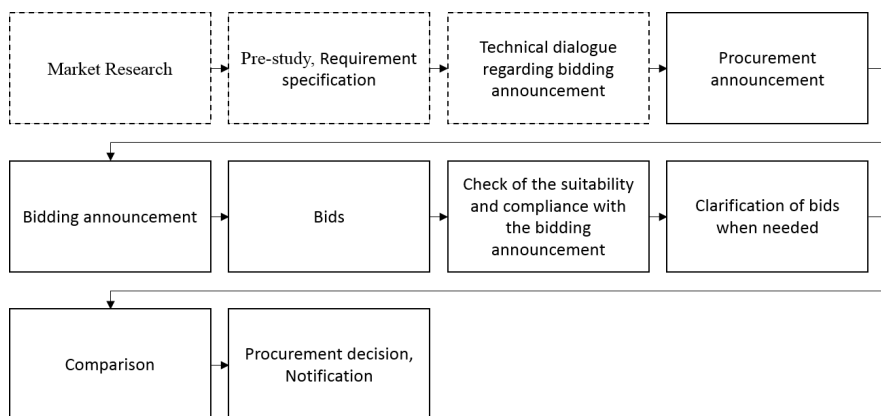 Market Research
Pre-study, Requirement
specification
Technical dialogue
regarding bidding
announcement
Procurement
announcement
Bidding announcement
Bids
Check of the suitability
and compliance with
the bidding
announcement
Clarification of bids
when needed
Comparison
Procurement decision,
Notification